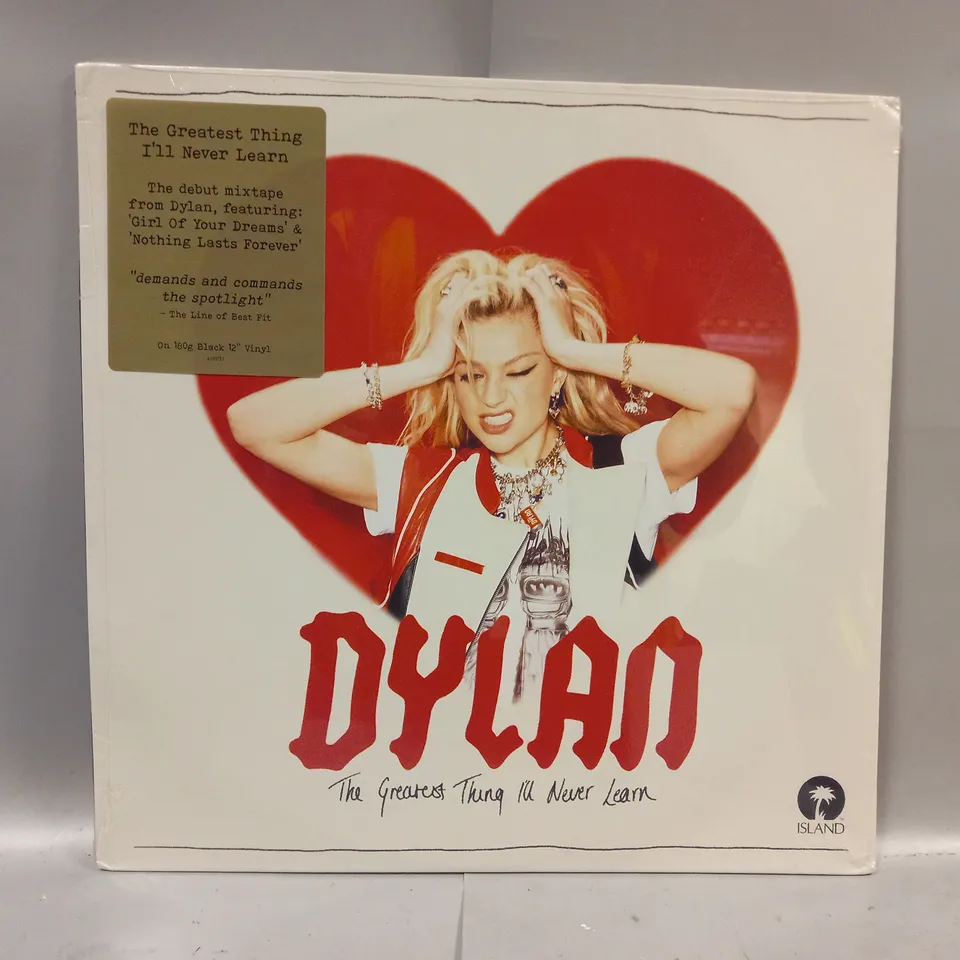 The Greatest Thing
I'll Never Learn
The debut mixtape
from Dylan, featuring:
'Girl Of Your Dreams' &
'Nothing Lasts Forever'
"demands and commands
the spotlight"
- The Line of Best Fit
On 180g Black 12" Vinyl
DYLAN
The Greatest Thing I'll Never Learn
ISLAND